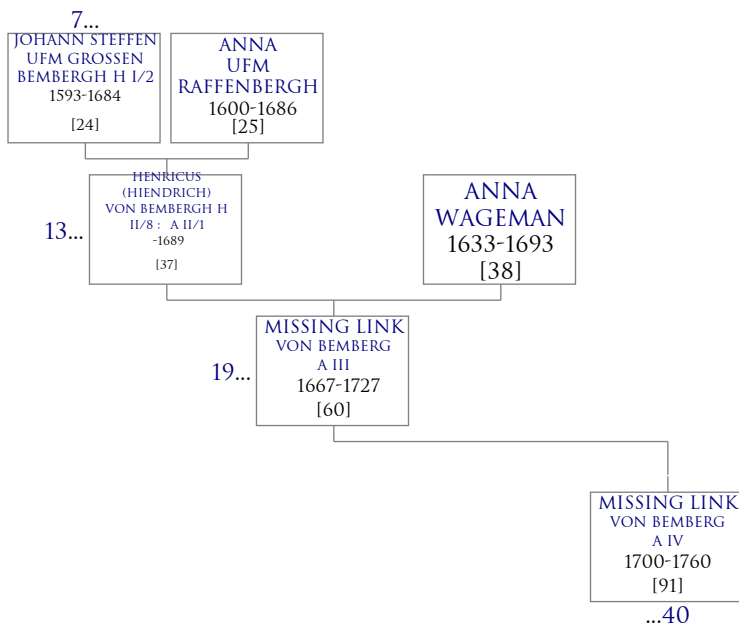 7...
JOHANN STEFFEN
UFM GROSSEN
BEMBERGH H I/2
1593-1684
[24]
ANNA
UFM
RAFFENBERGH
1600-1686
[25]
13...
HENRICUS
(HIENDRICH)
VON BEMBERGH H
II/8 : A II/1
-1689
[37]
ANNA
WAGEMAN
1633-1693
[38]
19...
MISSING LINK
VON BEMBERG
A III
1667-1727
[60]
MISSING LINK
VON BEMBERG
A IV
1700-1760
[91]
...40